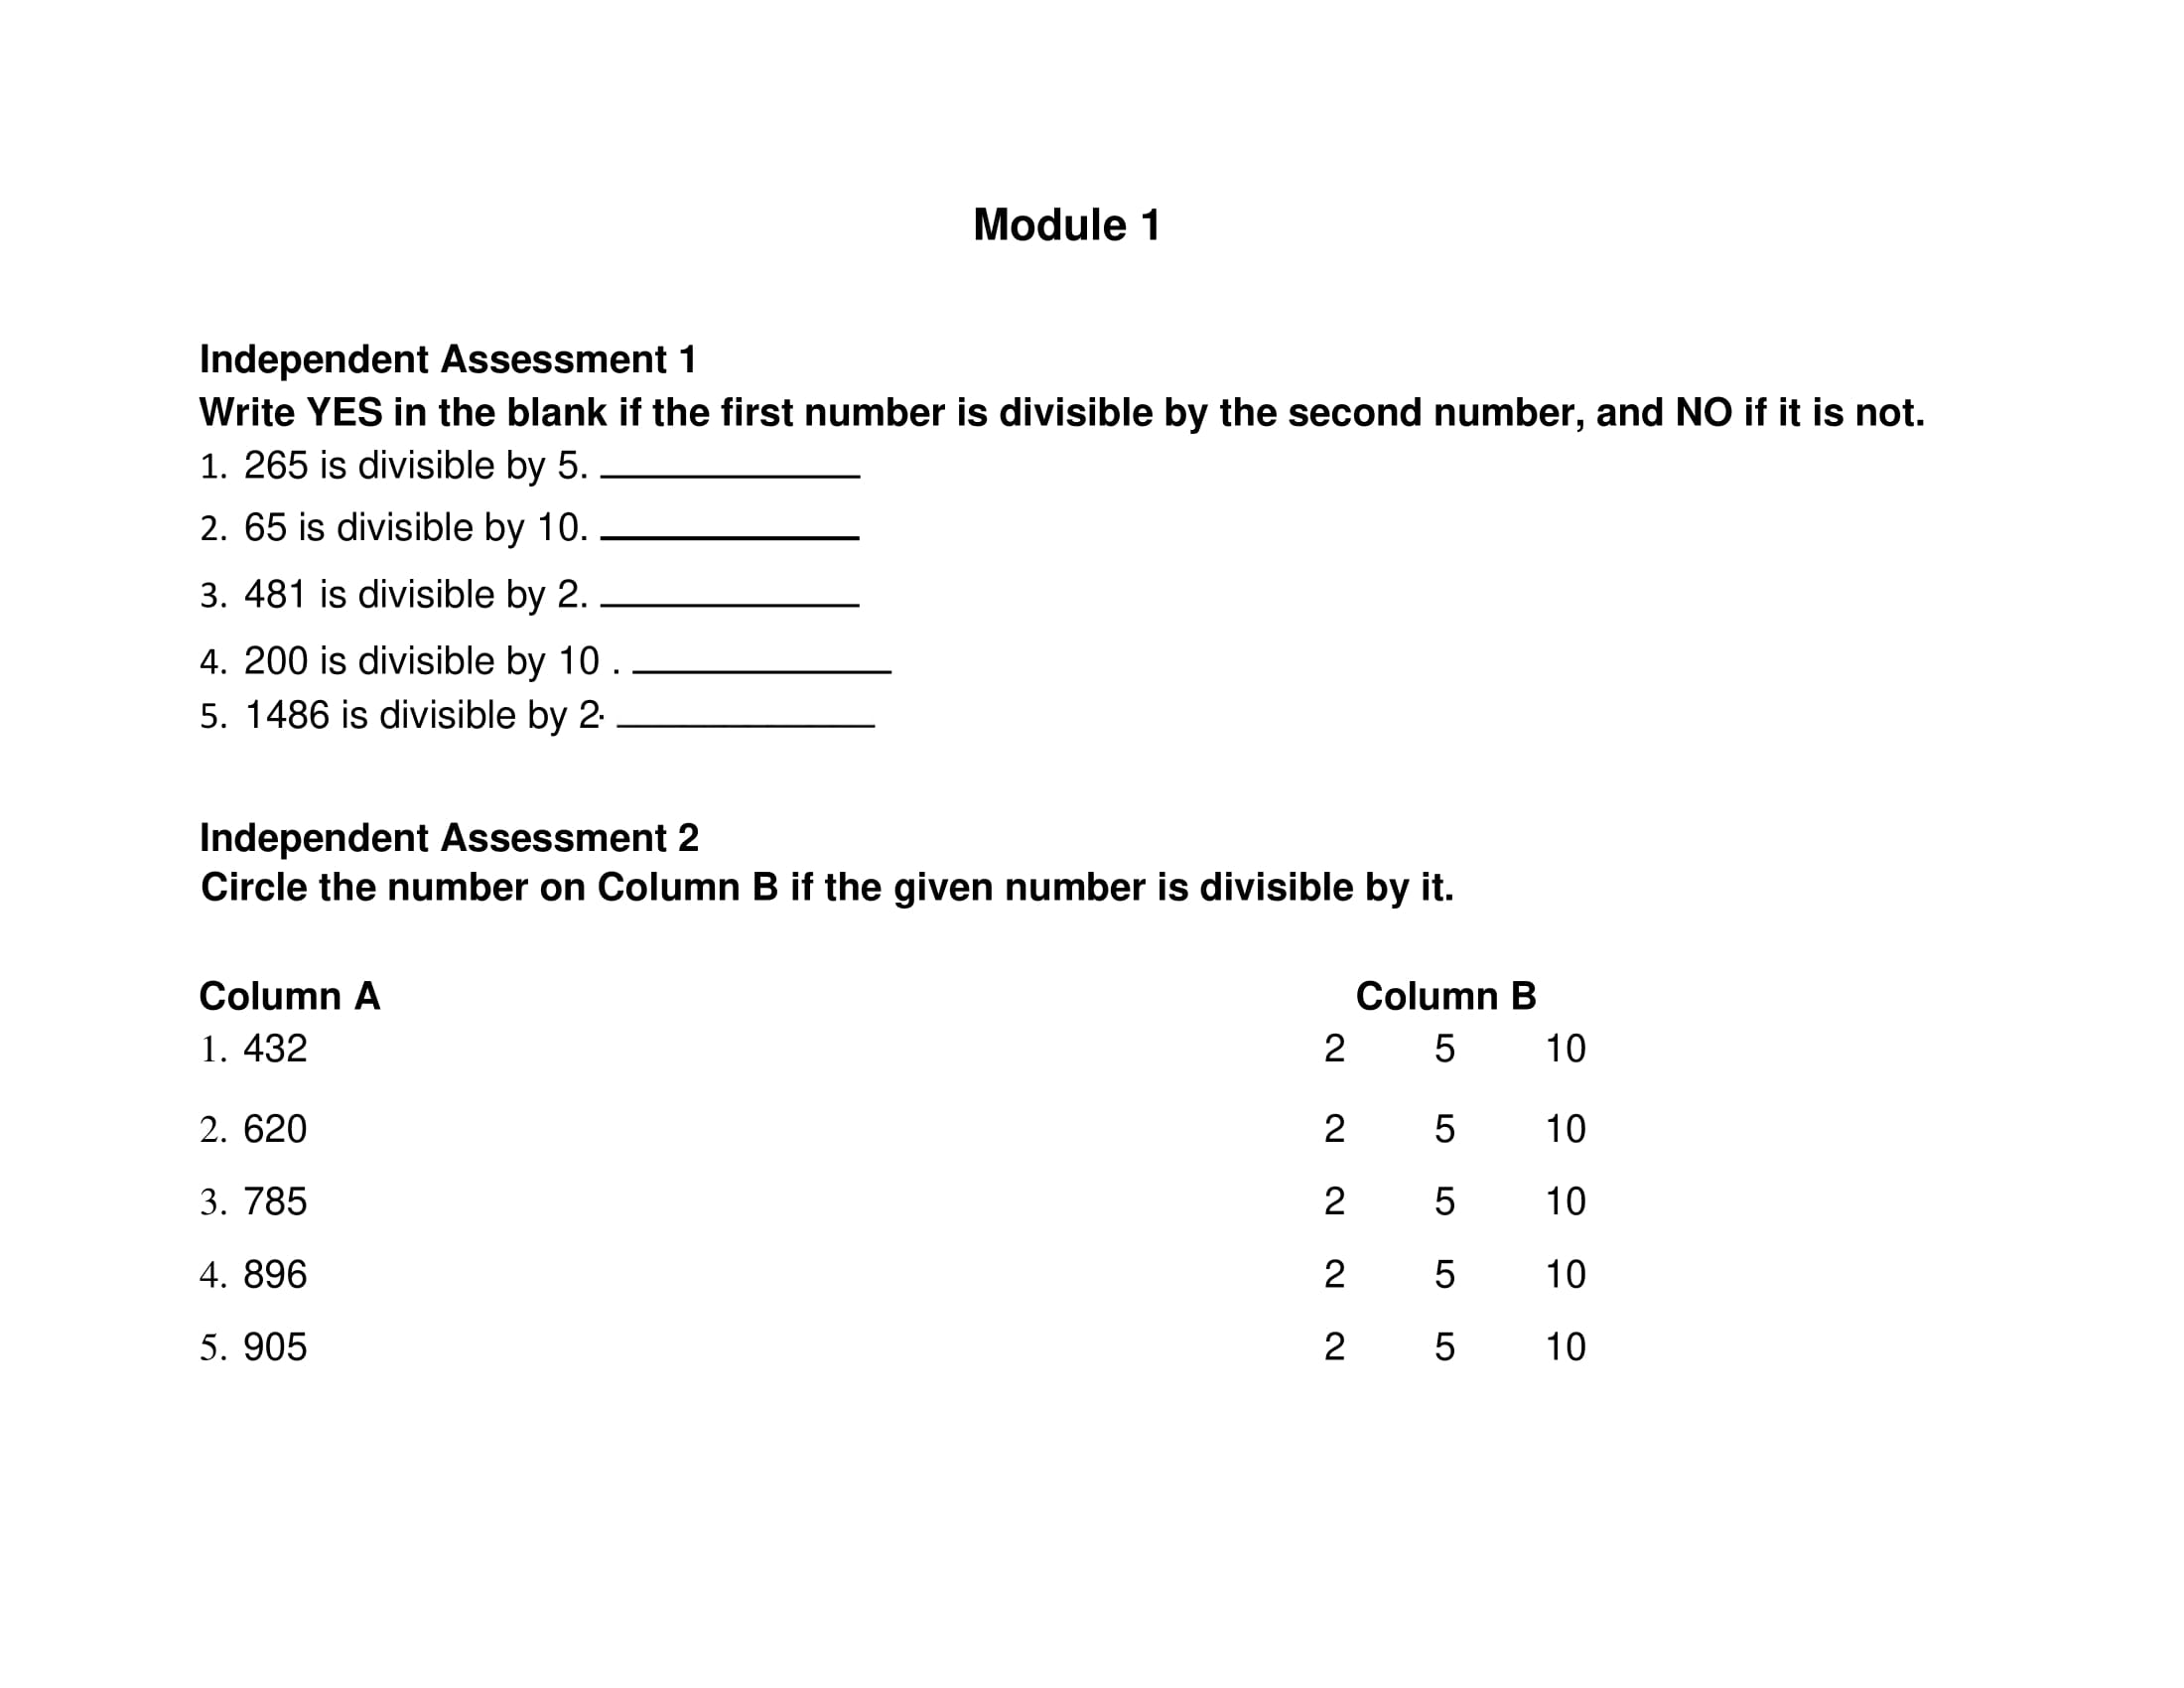 Module 1
Independent Assessment 1
Write YES in the blank if the first number is divisible by the second number, and NO if it is not.
1. 265 is divisible by 5. ____________
2. 65 is divisible by 10. ____________
3. 481 is divisible by 2. ____________
4. 200 is divisible by 10 . ____________
5. 1486 is divisible by 2. ____________
Independent Assessment 2
Circle the number on Column B if the given number is divisible by it.
Column A Column B
1. 432 2 5 10
2. 620 2 5 10
3. 785 2 5 10
4. 896 2 5 10
5. 905 2 5 10